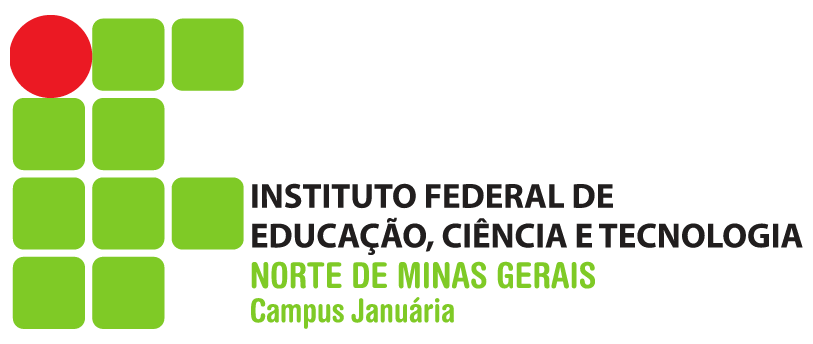 INSTITUTO FEDERAL DE
EDUCAÇÃO, CIÊNCIA E TECNOLOGIA
NORTE DE MINAS GERAIS
Campus Januária